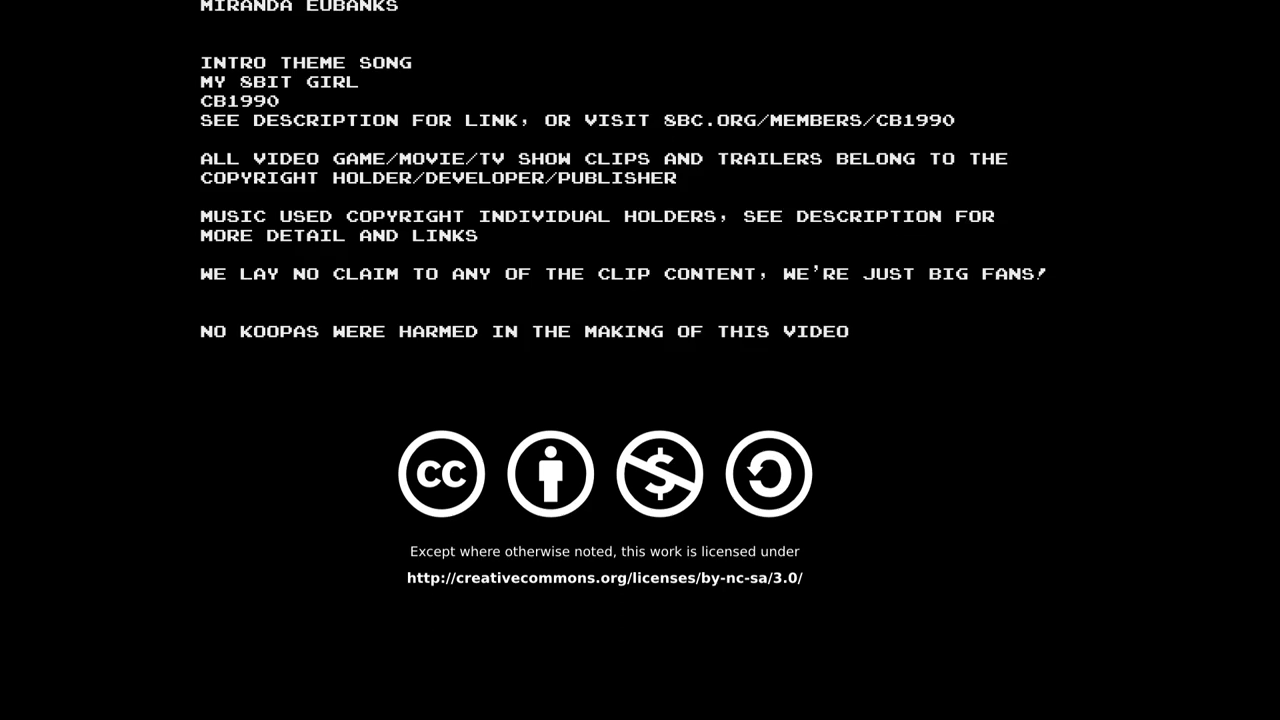 MIRANDA EUBANKS
INTRO THEME SONG
MY 8BIT GIRL
CB1990
SEE DESCRIPTION FOR LINK, OR VISIT 8BC.ORG/MEMBERS/CB1990
ALL VIDEO GAME/MOVIE/TV SHOW CLIPS AND TRAILERS BELONG TO THE
COPYRIGHT HOLDER/DEVELOPER/PUBLISHER
MUSIC USED COPYRIGHT INDIVIDUAL HOLDERS, SEE DESCRIPTION FOR
MORE DETAIL AND LINKS
WE LAY NO CLAIM TO ANY OF THE CLIP CONTENT, WE'RE JUST BIG FANS!
NO KOOPAS WERE HARMED IN THE MAKING OF THIS VIDEO
CC
Except where otherwise noted, this work is licensed under
http://creativecommons.org/licenses/by-nc-sa/3.0/